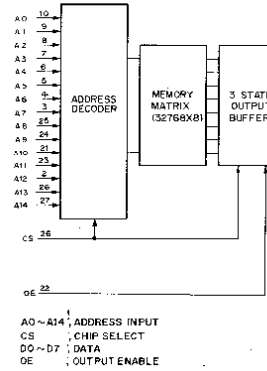 A0 10
A1 9
A2 8
A3 7
A4 6
A5 5
A6 4
A7 3
A8 25
A9 24
A10 21
A11 23
A12 2
A13 26
A14 27
ADDRESS
DECODER
MEMORY
MATRIX
(32768X8)
3 STAT
OUTPUT
BUFFER
CS 26
OE 22
A0~A14 ; ADDRESS INPUT
CS ; CHIP SELECT
D0~D7 ; DATA
OE ; OUTPUT ENABLE